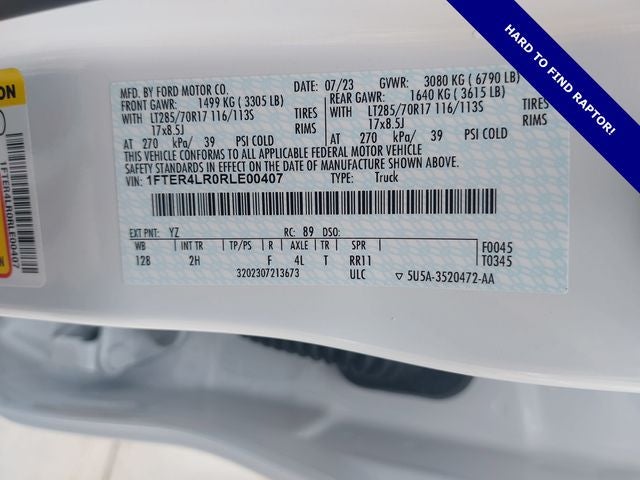 HARD TO FIND RAPTOR!
ON
1FTER4LR0RLE00407
MFD. BY FORD MOTOR CO.
DATE: 07/23 GVWR: 3080 KG ( 6790 LB)
FRONT GAWR: 1499 KG ( 3305 LB) REAR GAWR: 1640 KG ( 3615 LB)
WITH LT285/70R17 116/113S TIRES WITH LT285/70R17 116/113S TIRES
17x8.5J RIMS 17x8.5J RIMS
AT 270 kPa/ 39 PSI COLD AT 270 kPa/ 39 PSI COLD
THIS VEHICLE CONFORMS TO ALL APPLICABLE FEDERAL MOTOR VEHICLE
SAFETY STANDARDS IN EFFECT ON THE DATE OF MANUFACTURE SHOWN ABOVE.
VIN: 1FTER4LR0RLE00407 TYPE: Truck
EXT PNT: YZ RC: 89 DSO:
WB INT TR TP/PS R AXLE TR SPR F0045
128 2H F 4L T RR11 T0345
3202307213673 ULC 5U5A-3520472-AA